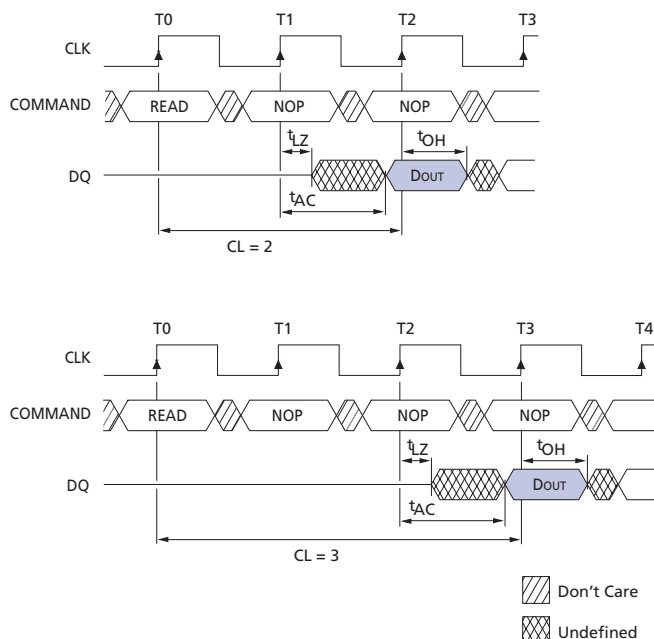 T0 T1 T2 T3
CLK
COMMAND READ NOP NOP
tLZ tOH
DQ DOUT
tAC
CL = 2
T0 T1 T2 T3 T4
CLK
COMMAND READ NOP NOP NOP
tLZ tOH
DQ DOUT
tAC
CL = 3
Don't Care
Undefined